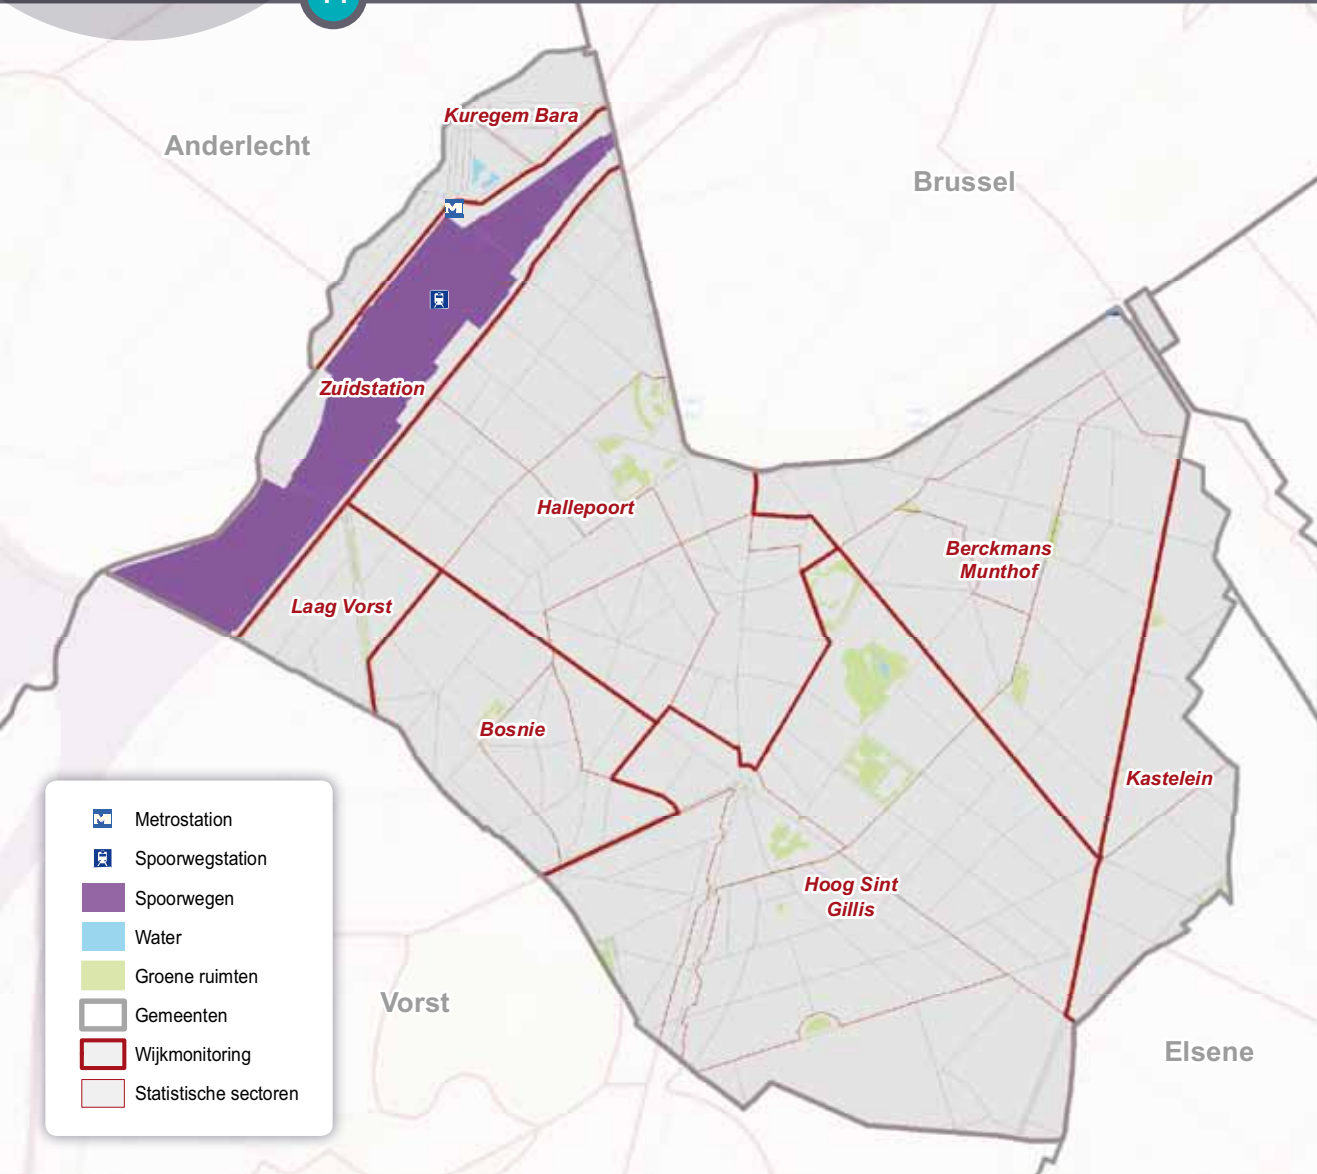 Kuregem Bara
Anderlecht
Brussel
Zuidstation
Hallepoort
Berckmans
Munthof
Laag Vorst
Bosnie
Kastelein
Hoog Sint
Gillis
Vorst
Elsene
Metrostation
Spoorwegstation
Spoorwegen
Water
Groene ruimten
Gemeenten
Wijkmonitoring
Statistische sectoren